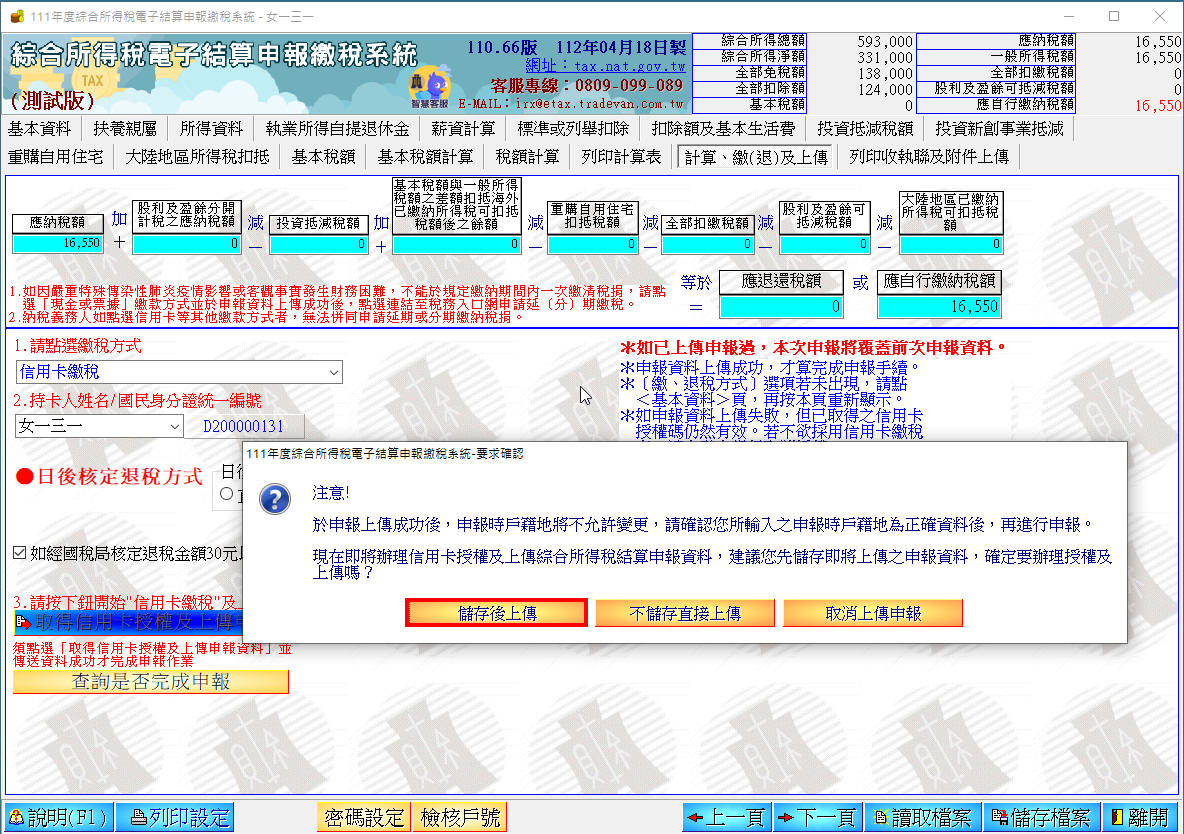 111年度綜合所得稅電子結算申報繳稅系統 - 女一三一
綜合所得稅電子結算申報繳稅系統
TAX
(測試版)
110.66版 112年04月18日製
網址：tax.nat.gov.tw
客服專線：0809-099-089
E-MAIL：irx@etax.tradevan.com.tw
智慧客服
綜合所得總額 593,000 應納稅額 16,550
綜合所得淨額 331,000 一般所得稅額 16,550
全部免稅額 138,000 全部扣繳稅額 0
全部扣除額 124,000 股利及盈餘可抵減稅額 0
基本稅額 0 應自行繳納稅額 16,550
基本資料 扶養親屬 所得資料 執業所得自提退休金 薪資計算 標準或列舉扣除 扣除額及基本生活費 投資抵減稅額 投資新創事業抵減
重購自用住宅 大陸地區所得稅扣抵 基本稅額 基本稅額計算 稅額計算 列印計算表 計算、繳(退)及上傳 列印收執聯及附件上傳
應納稅額
16,550
加
＋
股利及盈餘分開
計稅之應納稅額
0
減
－
投資抵減稅額
0
加
＋
基本稅額與一般所得
稅額之差額扣抵海外
已繳納所得稅可扣抵
稅額後之餘額
0
減
－
重購自用住宅
扣抵稅額
0
減
－
全部扣繳稅額
0
減
－
股利及盈餘可
抵減稅額
0
減
－
大陸地區已繳納
所得稅可扣抵稅
額
0
1.如因嚴重特殊傳染性肺炎疫情影響或客觀事實發生財務困難，不能於規定繳納期間內一次繳清稅捐，請點
選「現金或票據」繳款方式並於申報資料上傳成功後，點選連結至稅務入口網申請延（分）期繳稅。
2.納稅義務人如點選信用卡等其他繳款方式者，無法併同申請延期或分期繳納稅捐。
等於
＝
應退還稅額
0
或
應自行繳納稅額
16,550
1.請點選繳稅方式
信用卡繳稅
2.持卡人姓名/國民身分證統一編號
女一三一 D200000131
＊如已上傳申報過，本次申報將覆蓋前次申報資料。
＊申報資料上傳成功，才算完成申報手續。
＊〔繳、退稅方式〕選項若未出現，請點
＜基本資料＞頁，再按本頁重新顯示。
＊如申報資料上傳失敗，但已取得之信用卡
授權碼仍然有效。若不欲採用信用卡繳稅
●日後核定退稅方式
如經國稅局核定退稅金額30元以
3.請按下鈕開始"信用卡繳稅"及上
取得信用卡授權及上傳申
須點選「取得信用卡授權及上傳申報資料」並
傳送資料成功才完成申報作業
查詢是否完成申報
111年度綜合所得稅電子結算申報繳稅系統-要求確認
注意!
於申報上傳成功後，申報時戶籍地將不允許變更，請確認您所輸入之申報時戶籍地為正確資料後，再進行申報。
現在即將辦理信用卡授權及上傳綜合所得稅結算申報資料，建議您先儲存即將上傳之申報資料，確定要辦理授權及
上傳嗎？
儲存後上傳 不儲存直接上傳 取消上傳申報
說明(F1) 列印設定 密碼設定 檢核戶號 上一頁 下一頁 讀取檔案 儲存檔案 離開